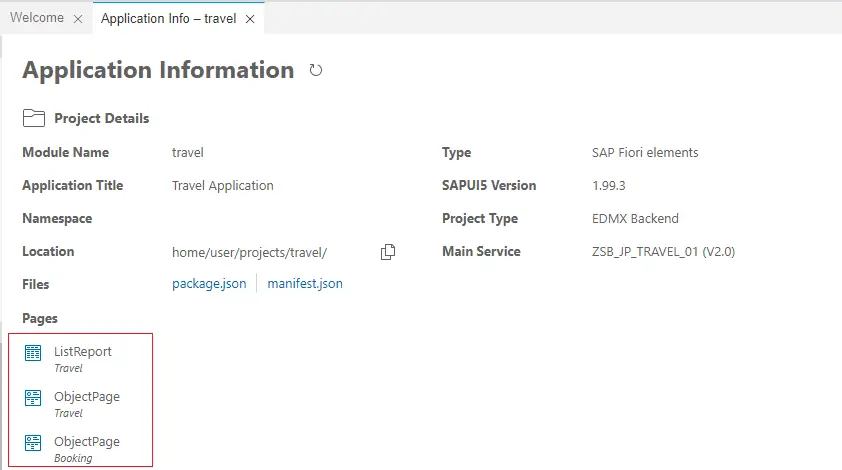 Welcome
Application Info – travel
Application Information
Project Details
Module Name travel Type SAP Fiori elements
Application Title Travel Application SAPUI5 Version 1.99.3
Namespace Project Type EDMX Backend
Location home/user/projects/travel/ Main Service ZSB_JP_TRAVEL_01 (V2.0)
Files package.json manifest.json
Pages
ListReport
Travel
ObjectPage
Travel
ObjectPage
Booking